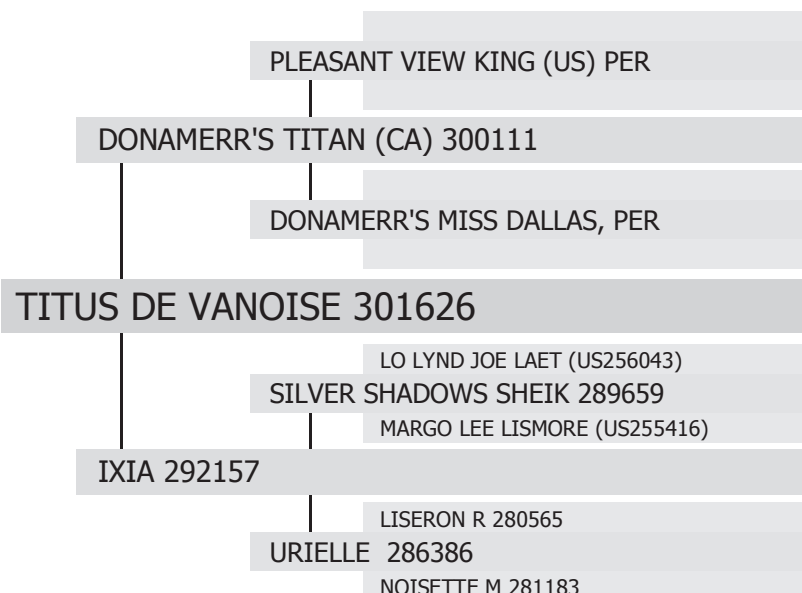 PLEASANT VIEW KING (US) PER
DONAMERR'S TITAN (CA) 300111
DONAMERR'S MISS DALLAS, PER
TITUS DE VANOISE 301626
LO LYND JOE LAET (US256043)
SILVER SHADOWS SHEIK 289659
MARGO LEE LISMORE (US255416)
IXIA 292157
LISERON R 280565
URIELLE 286386
NOISETTE M 281183